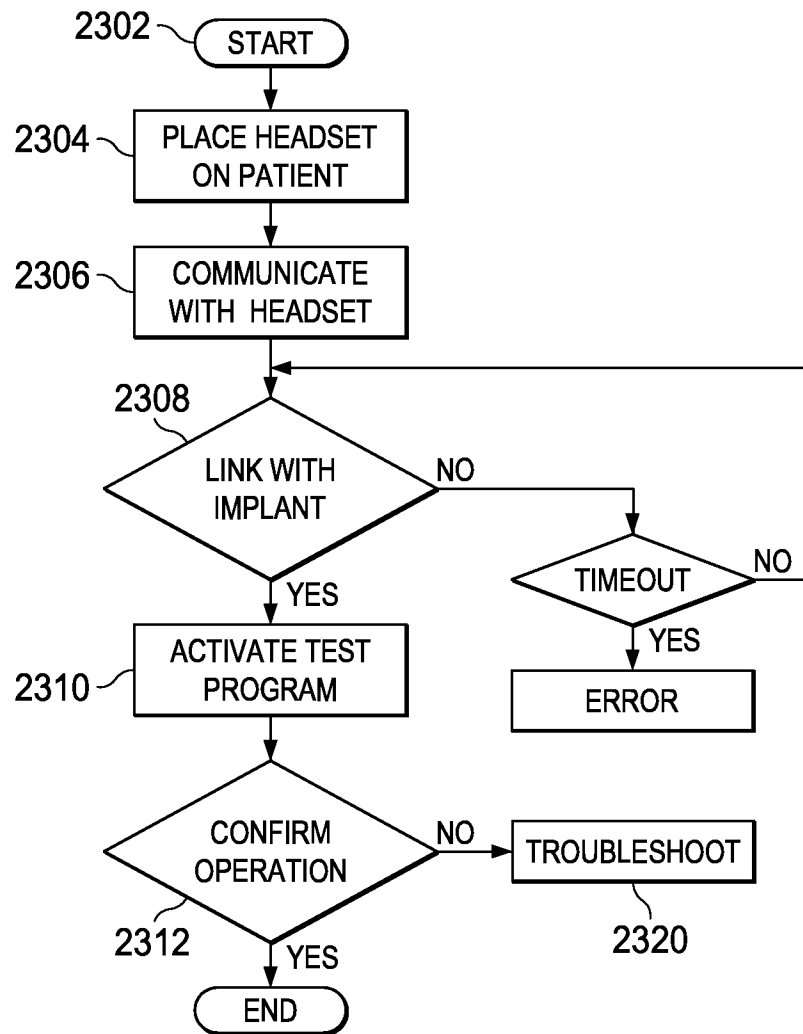 2302
START
2304
PLACE HEADSET
ON PATIENT
2306
COMMUNICATE
WITH HEADSET
2308
LINK WITH
IMPLANT
NO
YES
TIMEOUT
NO
YES
ERROR
2310
ACTIVATE TEST
PROGRAM
CONFIRM
OPERATION
2312
NO
TROUBLESHOOT
2320
YES
END